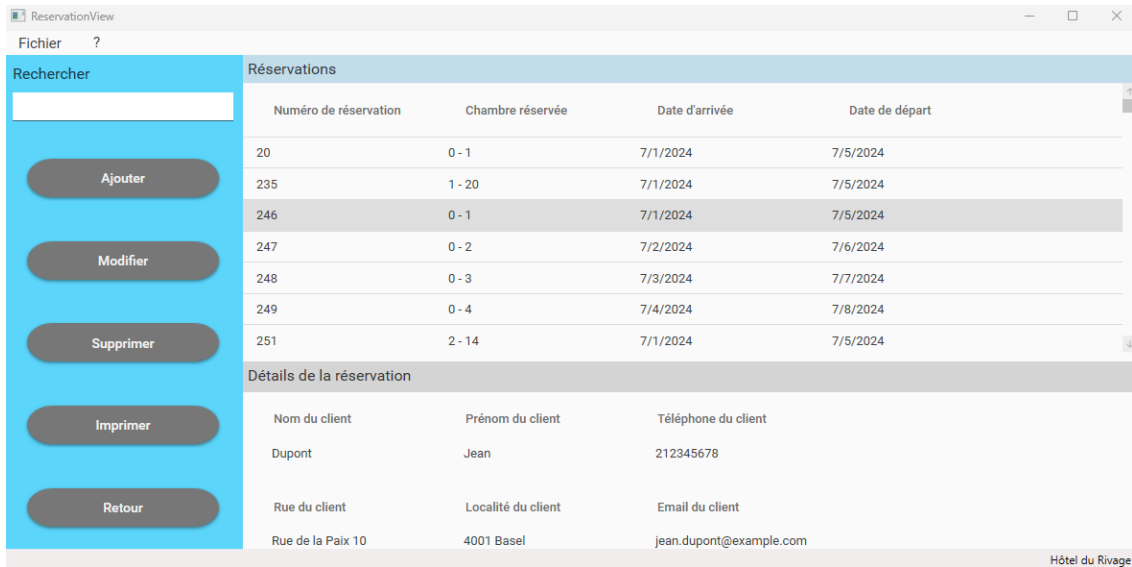 ReservationView
Fichier ?
Rechercher
Ajouter
Modifier
Supprimer
Imprimer
Retour
Réservations
Numéro de réservation Chambre réservée Date d'arrivée Date de départ
20 0 - 1 7/1/2024 7/5/2024
235 1 - 20 7/1/2024 7/5/2024
246 0 - 1 7/1/2024 7/5/2024
247 0 - 2 7/2/2024 7/6/2024
248 0 - 3 7/3/2024 7/7/2024
249 0 - 4 7/4/2024 7/8/2024
251 2 - 14 7/1/2024 7/5/2024
Détails de la réservation
Nom du client Prénom du client Téléphone du client
Dupont Jean 212345678
Rue du client Localité du client Email du client
Rue de la Paix 10 4001 Basel jean.dupont@example.com
Hôtel du Rivage